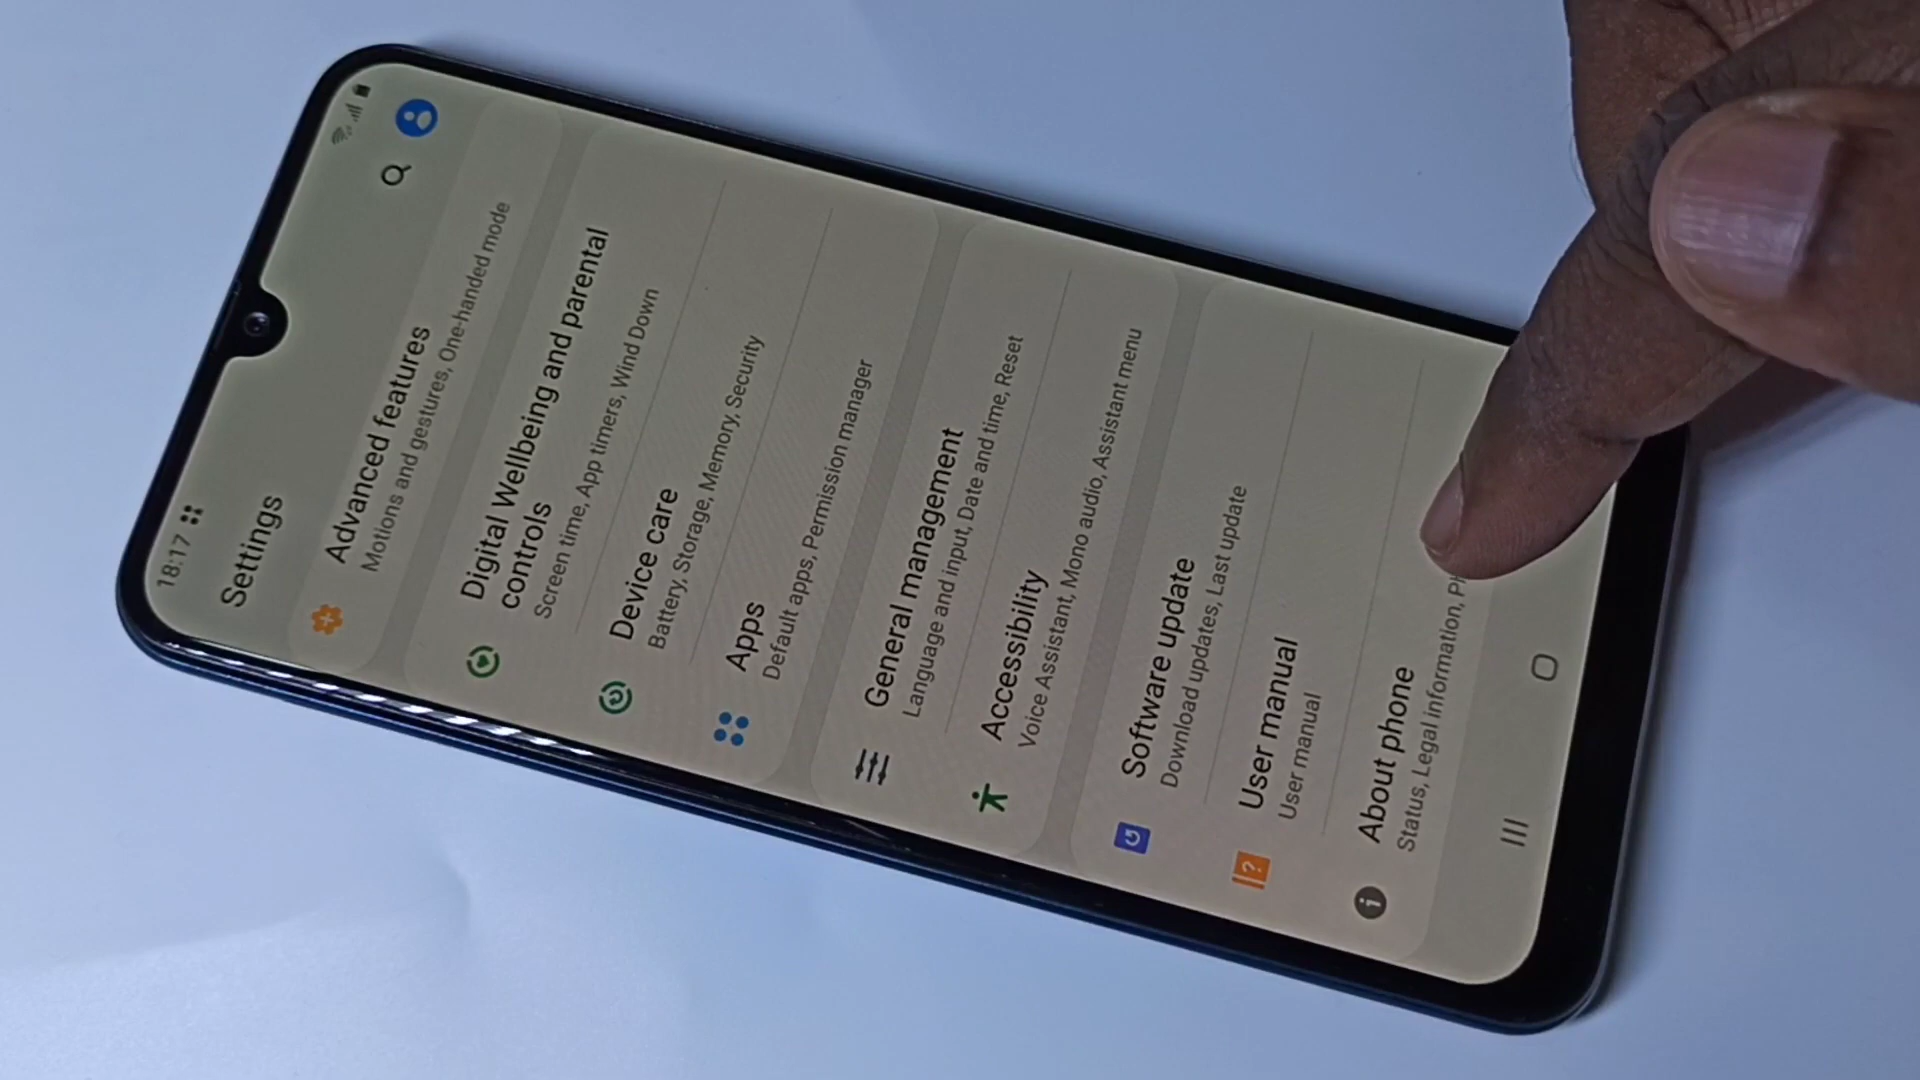 18:17
Settings
Advanced features
Motions and gestures, One-handed mode
Digital Wellbeing and parental
controls
Screen time, App timers, Wind Down
Device care
Battery, Storage, Memory, Security
Apps
Default apps, Permission manager
General management
Language and input, Date and time, Reset
Accessibility
Voice Assistant, Mono audio, Assistant menu
Software update
Download updates, Last update
User manual
User manual
About phone
Status, Legal information,